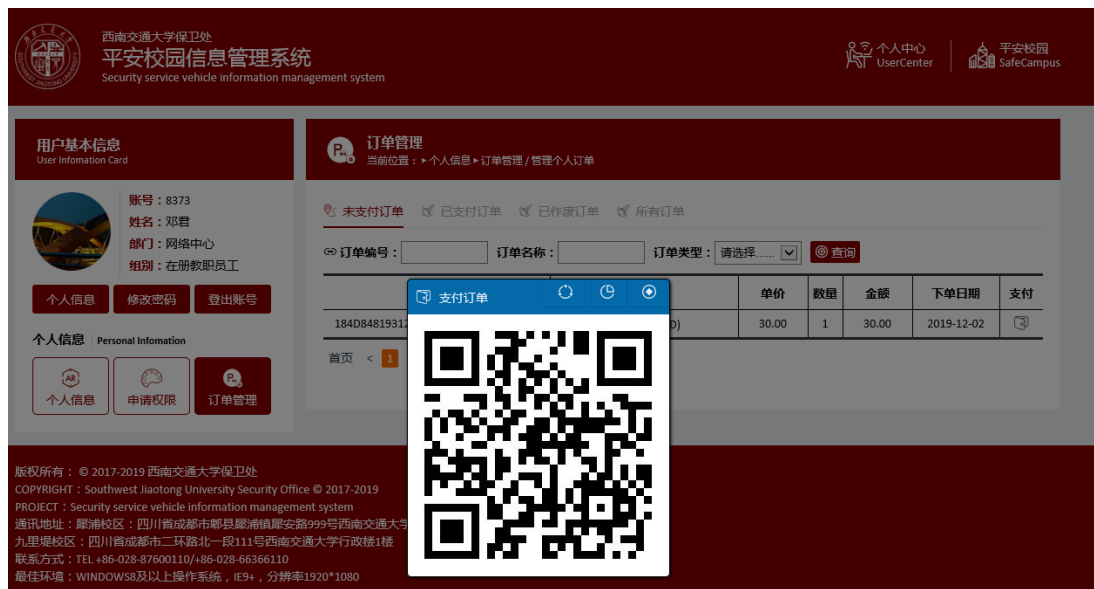 西南交通大学保卫处
平安校园信息管理系统
Security service vehicle information management system
个人中心
UserCenter
平安校园
SafeCampus
用户基本信息
User Infomation Card
账号：8373
姓名：邓君
部门：网络中心
组别：在册教职员工
个人信息 修改密码 登出账号
个人信息 Personal Infomation
个人信息 申请权限 订单管理
订单管理
当前位置：▸个人信息▸订单管理/管理个人订单
未支付订单 已支付订单 已作废订单 所有订单
订单编号： 订单名称： 订单类型： 请选择...... 查询
支付订单
单价 数量 金额 下单日期 支付
184D8481931 30.00 1 30.00 2019-12-02
首页 < 1
版权所有：© 2017-2019 西南交通大学保卫处
COPYRIGHT：Southwest Jiaotong University Security Office © 2017-2019
PROJECT：Security service vehicle information management system
通讯地址：犀浦校区：四川省成都市郫县犀浦镇犀安路999号西南交通大学
九里堤校区：四川省成都市二环路北一段111号西南交通大学行政楼1楼
联系方式：TEL +86-028-87600110/+86-028-66366110
最佳环境：WINDOWS8及以上操作系统，IE9+，分辨率1920*1080